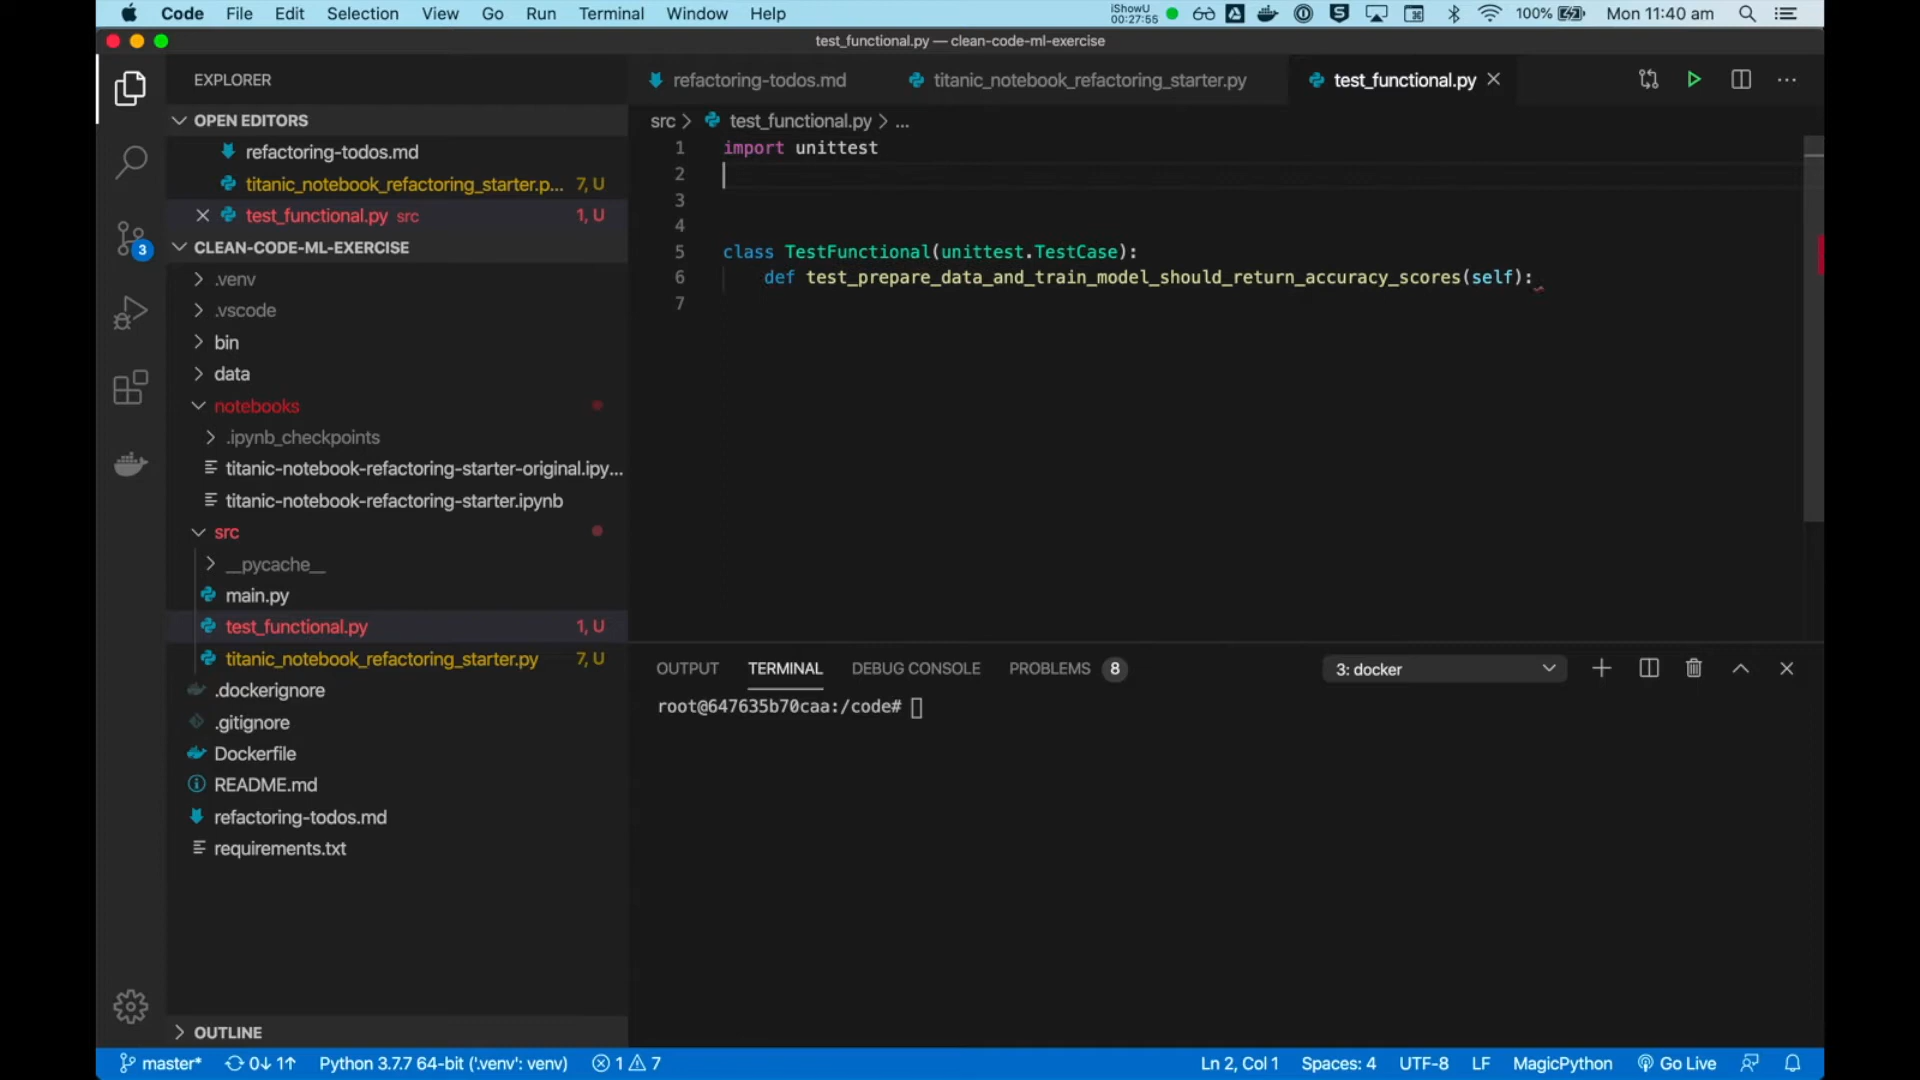 Code File Edit Selection View Go Run Terminal Window Help
iShowU
00:27:55
100%
Mon 11:40 am
test_functional.py — clean-code-ml-exercise
EXPLORER
OPEN EDITORS
refactoring-todos.md
titanic_notebook_refactoring_starter.p... 7, U
test_functional.py src 1, U
CLEAN-CODE-ML-EXERCISE
.venv
.vscode
bin
data
notebooks
.ipynb_checkpoints
titanic-notebook-refactoring-starter-original.ipy...
titanic-notebook-refactoring-starter.ipynb
src
__pycache__
main.py
test_functional.py 1, U
titanic_notebook_refactoring_starter.py 7, U
.dockerignore
.gitignore
Dockerfile
README.md
refactoring-todos.md
requirements.txt
OUTLINE
3
refactoring-todos.md titanic_notebook_refactoring_starter.py test_functional.py
src > test_functional.py > ...
1 import unittest
2
3
4
5 class TestFunctional(unittest.TestCase):
6 def test_prepare_data_and_train_model_should_return_accuracy_scores(self):
7
OUTPUT TERMINAL DEBUG CONSOLE PROBLEMS 8
3: docker
root@647635b70caa:/code#
master* 0↓ 1↑ Python 3.7.7 64-bit ('.venv': venv) 1 7
Ln 2, Col 1 Spaces: 4 UTF-8 LF MagicPython Go Live